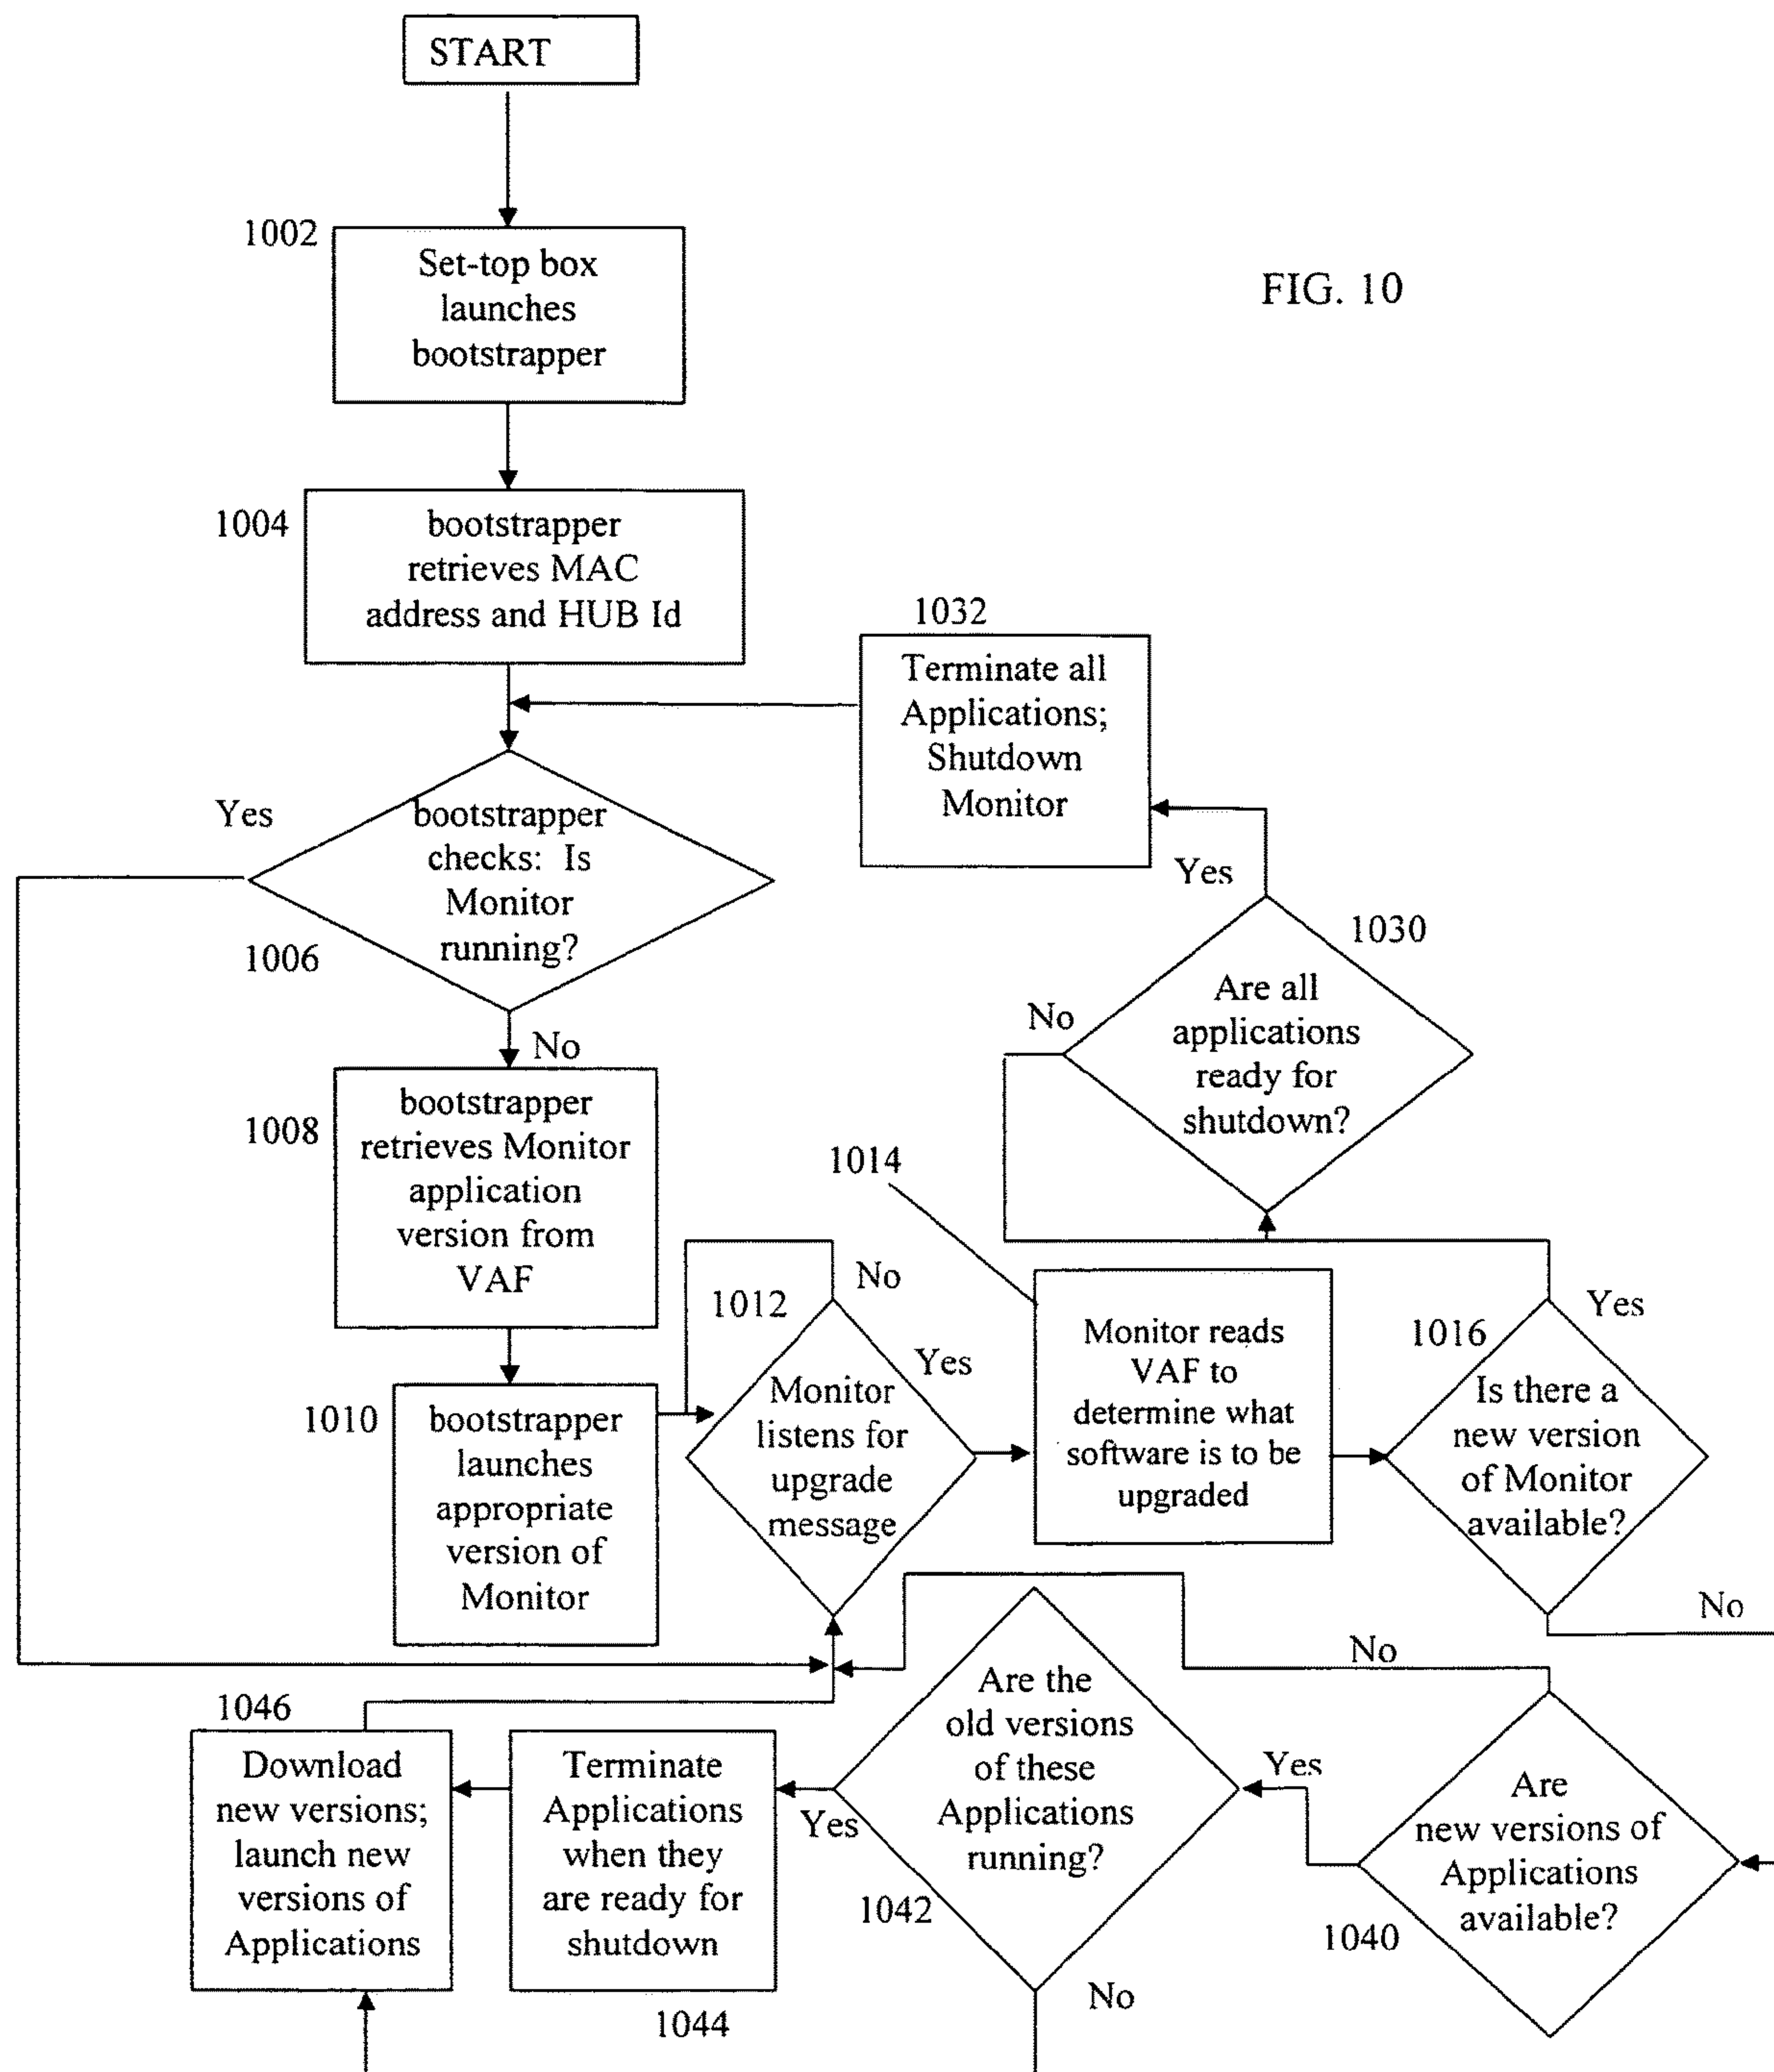 START
1002
Set-top box
launches
bootstrapper
FIG. 10
1004
bootstrapper
retrieves MAC
address and HUB Id
1032
Terminate all
Applications;
Shutdown
Monitor
Yes
bootstrapper
checks: Is
Monitor
running?
1006
Yes
1030
Are all
applications
ready for
shutdown?
No
No
1008
bootstrapper
retrieves Monitor
application
version from
VAF
1014
No
1012
Monitor
listens for
upgrade
message
Yes
Monitor reads
VAF to
determine what
software is to be
upgraded
1016
Yes
Is there a
new version
of Monitor
available?
1010
bootstrapper
launches
appropriate
version of
Monitor
No
No
1046
Download
new versions;
launch new
versions of
Applications
Terminate
Applications
when they
are ready for
shutdown
1044
Are the
old versions
of these
Applications
running?
Yes
1042
Yes
Are
new versions of
Applications
available?
1040
No